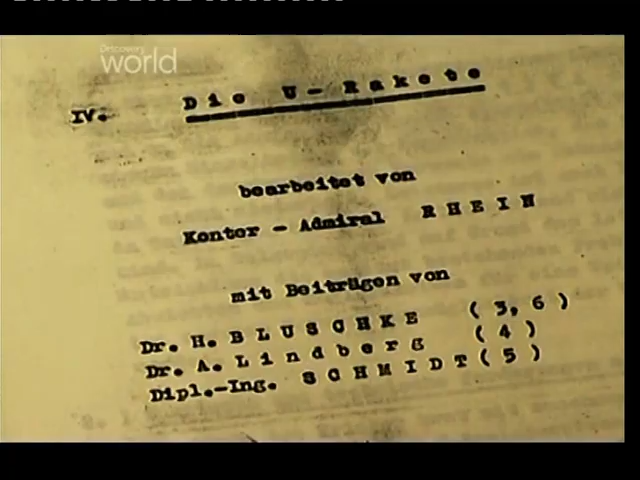 Discovery
world
IV. Die U - Rakete
bearbeitet von
Konter - Admiral RHEIN
mit Beiträgen von
Dr. H. BLUSCHKE (3,6)
Dr. A. Lindberg (4)
Dipl.-Ing. SCHMIDT (5)